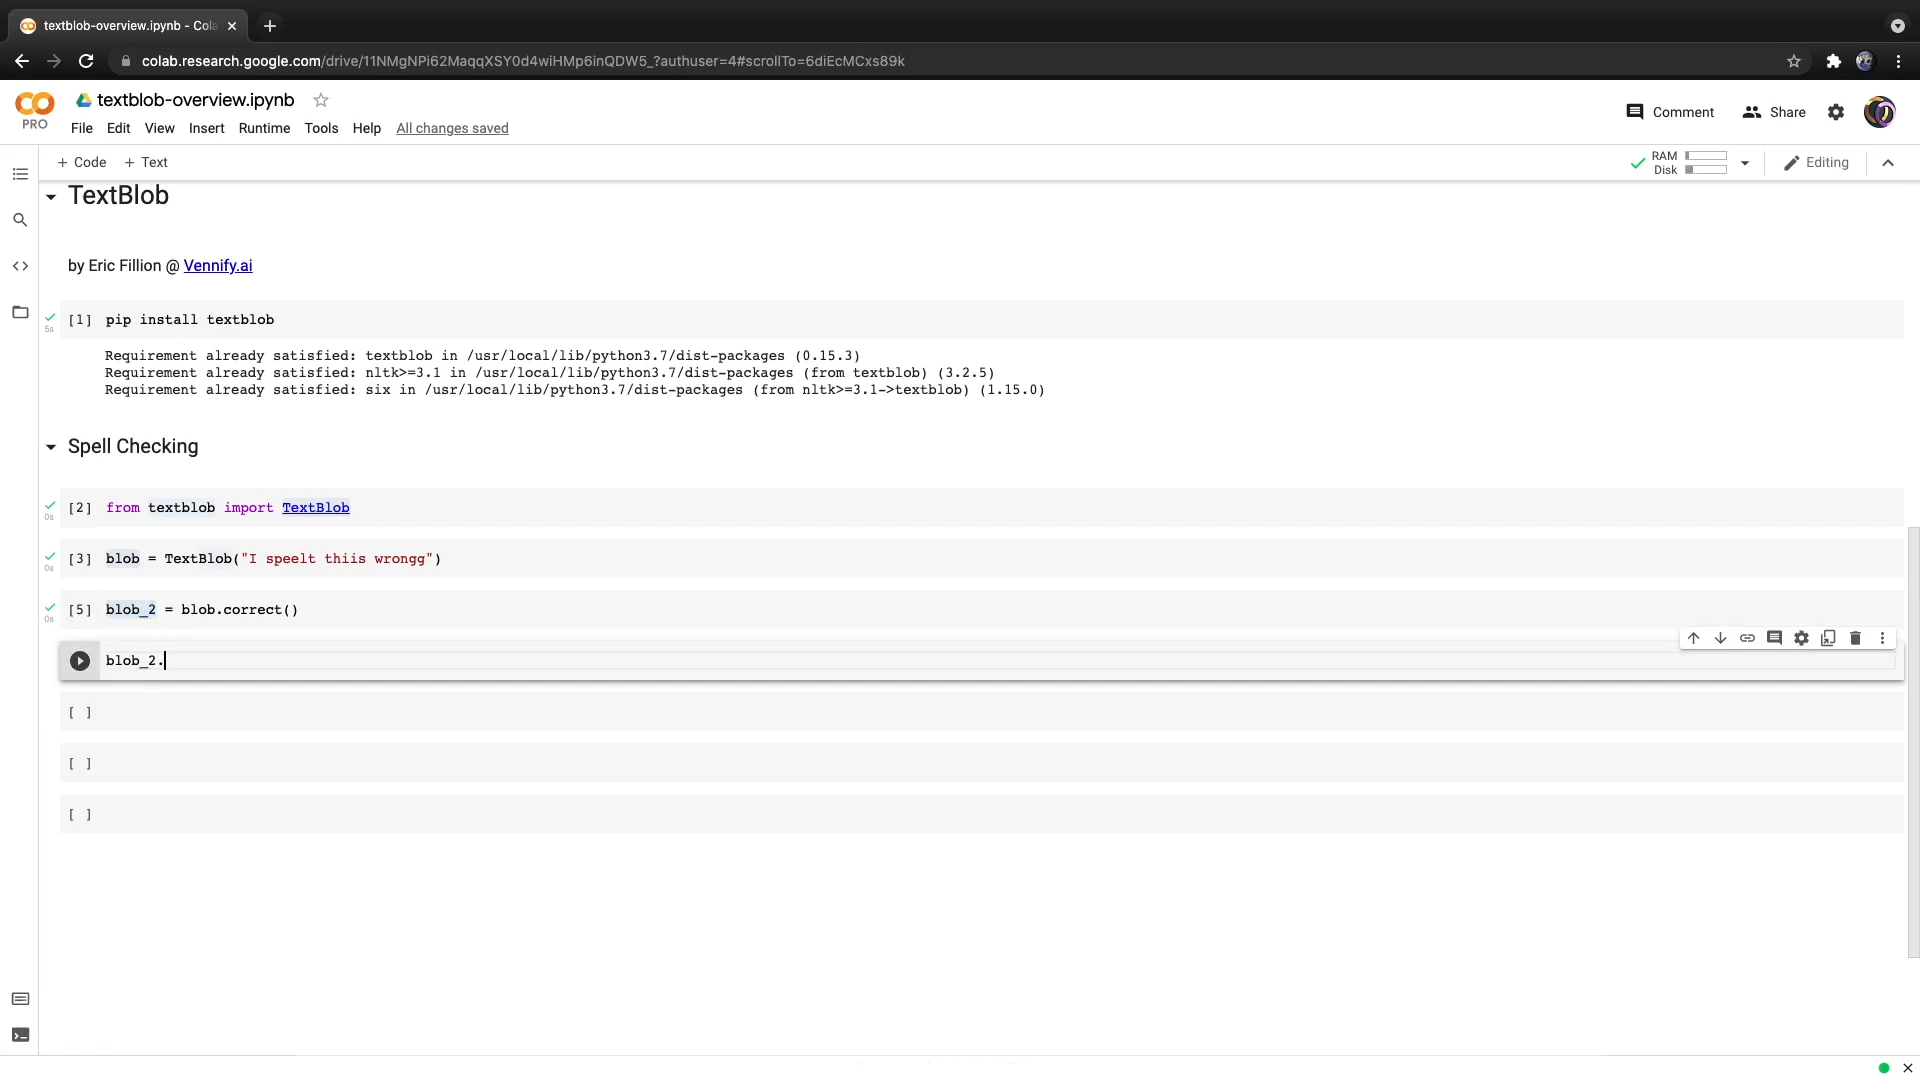 textblob-overview.ipynb - Cola
colab.research.google.com/drive/11NMgNPi62MaqqXSY0d4wiHMp6inQDW5_?authuser=4#scrollTo=6diEcMCxs89k
PRO
textblob-overview.ipynb
File Edit View Insert Runtime Tools Help All changes saved
Comment Share
+ Code + Text
RAM
Disk
Editing
TextBlob
by Eric Fillion @ Vennify.ai
5s
[1] pip install textblob
Requirement already satisfied: textblob in /usr/local/lib/python3.7/dist-packages (0.15.3)
Requirement already satisfied: nltk>=3.1 in /usr/local/lib/python3.7/dist-packages (from textblob) (3.2.5)
Requirement already satisfied: six in /usr/local/lib/python3.7/dist-packages (from nltk>=3.1->textblob) (1.15.0)
Spell Checking
0s
[2] from textblob import TextBlob
0s
[3] blob = TextBlob("I speelt thiis wrongg")
0s
[5] blob_2 = blob.correct()
blob_2.
[ ]
[ ]
[ ]